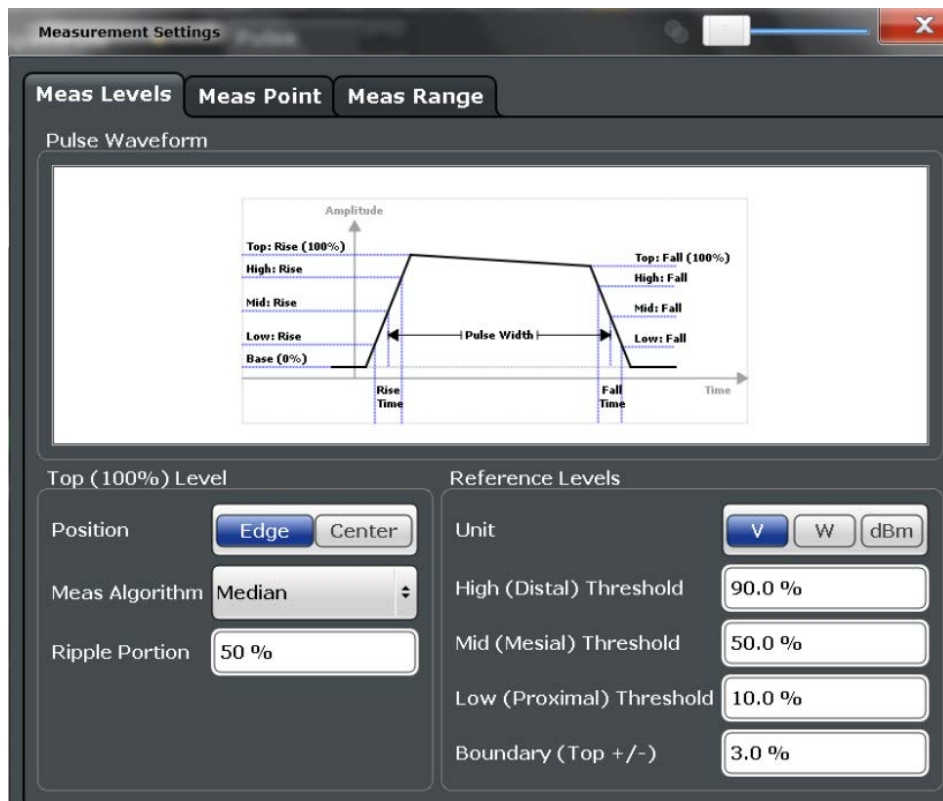 Measurement Settings
Meas Levels
Meas Point
Meas Range
Pulse Waveform
Amplitude
Top: Rise (100%)
High: Rise
Mid: Rise
Low: Rise
Base (0%)
Pulse Width
Top: Fall (100%)
High: Fall
Mid: Fall
Low: Fall
Rise
Time
Fall
Time
Time
Top (100%) Level
Position
Edge
Center
Meas Algorithm
Median
Ripple Portion
50 %
Reference Levels
Unit
V
W
dBm
High (Distal) Threshold
90.0 %
Mid (Mesial) Threshold
50.0 %
Low (Proximal) Threshold
10.0 %
Boundary (Top +/-)
3.0 %